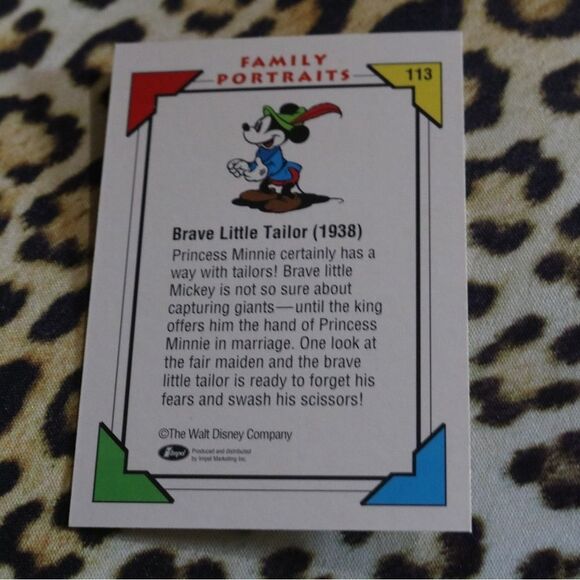 FAMILY
PORTRAITS
113
Brave Little Tailor (1938)
Princess Minnie certainly has a
way with tailors! Brave little
Mickey is not so sure about
capturing giants—until the king
offers him the hand of Princess
Minnie in marriage. One look at
the fair maiden and the brave
little tailor is ready to forget his
fears and swash his scissors!
©The Walt Disney Company
Impel
Produced and distributed
by Impel Marketing Inc.